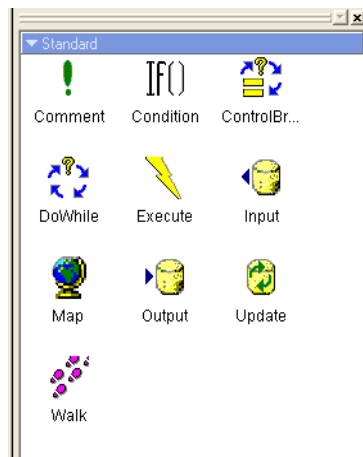 Standard
IF()
Comment Condition ControlBr...
DoWhile Execute Input
Map Output Update
Walk